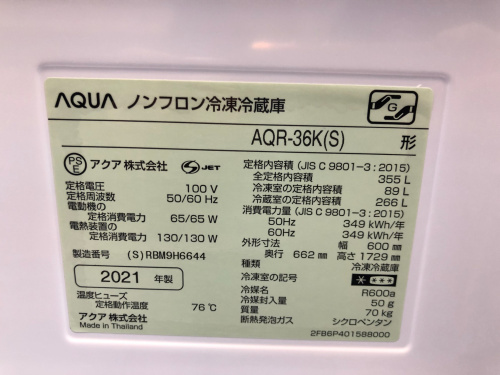 AQUA ノンフロン冷凍冷蔵庫
G
AQR-36K(S) 形
PS E アクア株式会社 S JET
定格電圧 100 V
定格周波数 50/60 Hz
電動機の
定格消費電力 65/65 W
電熱装置の
定格消費電力 130/130 W
製造番号 (S)RBM9H6644
2021 年製
温度ヒューズ
定格動作温度 76℃
アクア 株式会社
Made in Thailand
定格内容積 (JIS C 9801-3 : 2015)
全定格内容積 355 L
冷凍室の定格内容積 89 L
冷蔵室の定格内容積 266 L
消費電力量 (JIS C 9801-3 : 2015)
50Hz 349 kWh/年
60Hz 349 kWh/年
外形寸法 幅 600 ㎜
奥行 662 ㎜ 高さ 1729 ㎜
種類 冷凍冷蔵庫
冷凍室の記号 ****
冷媒名 R600a
冷媒封入量 50 g
質量 70 kg
断熱発泡ガス シクロペンタン
2FB6P401588000